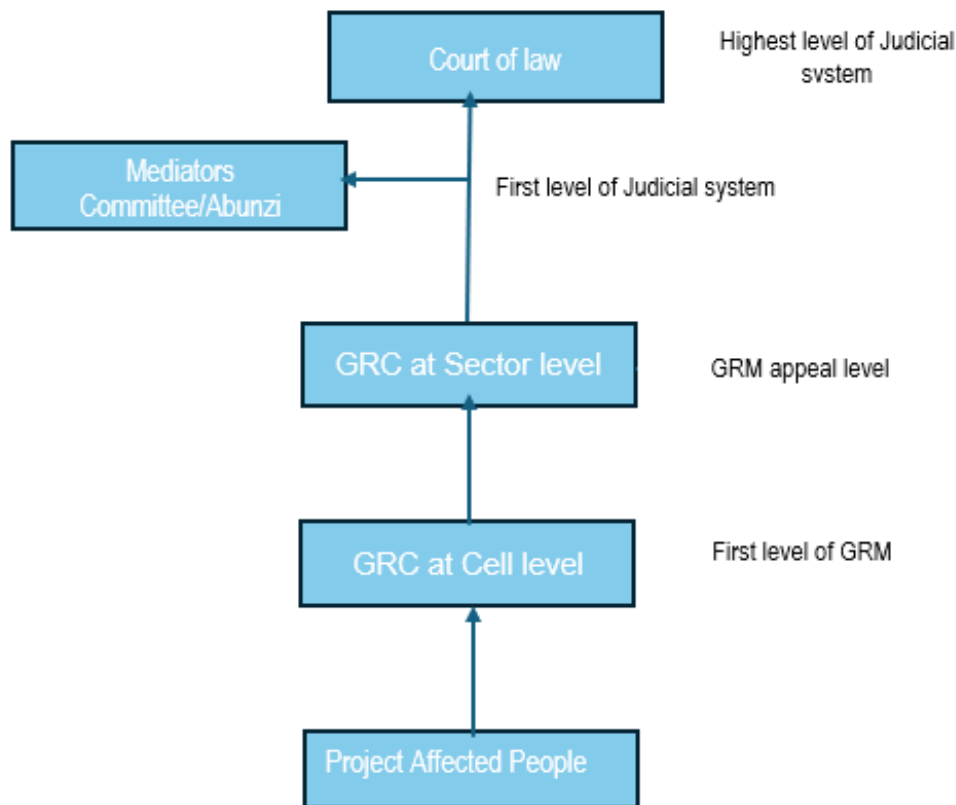 Court of law
Highest level of Judicial
svstem
Mediators
Committee/Abunzi
First level of Judicial system
GRC at Sector level
GRM appeal level
GRC at Cell level
First level of GRM
Project Affected People